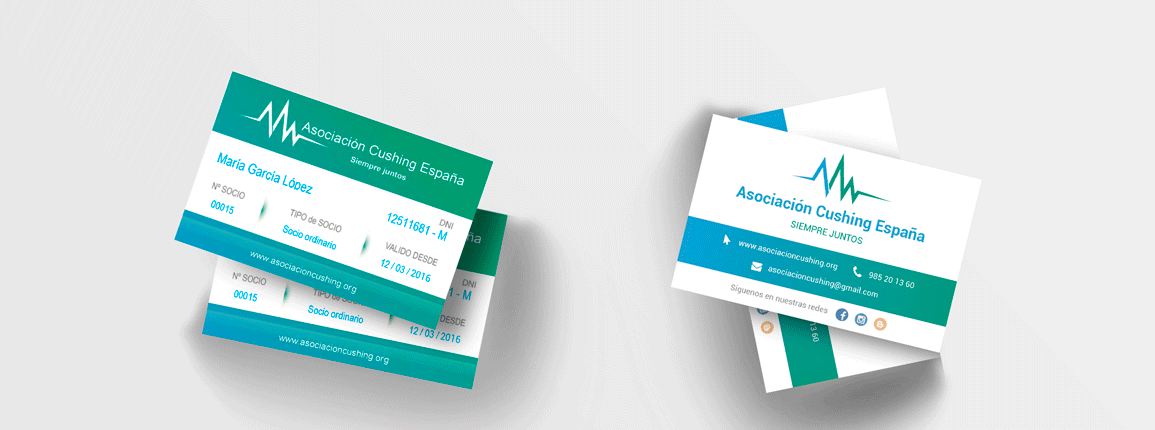 Asociación Cushing España
Siempre juntos
María García López
Nº SOCIO
00015
TIPO de SOCIO
Socio ordinario
DNI
12511681 - M
VALIDO DESDE
12 / 03 / 2016
www.asociacioncushing.org
España
Nº SOCIO
00015
TIPO de SOCIO
Socio ordinario
DNI
1 - M
DESDE
12 / 03 / 2016
www.asociacioncushing.org
Asociación Cushing España
SIEMPRE JUNTOS
www.asociacioncushing.org
985 20 13 60
asociacioncushing@gmail.com
Síguenos en nuestras redes
13 60